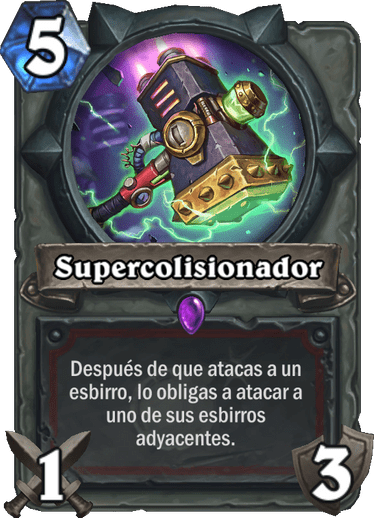 5
Supercolisionador
Después de que atacas a un
esbirro, lo obligas a atacar a
uno de sus esbirros
adyacentes.
1
3